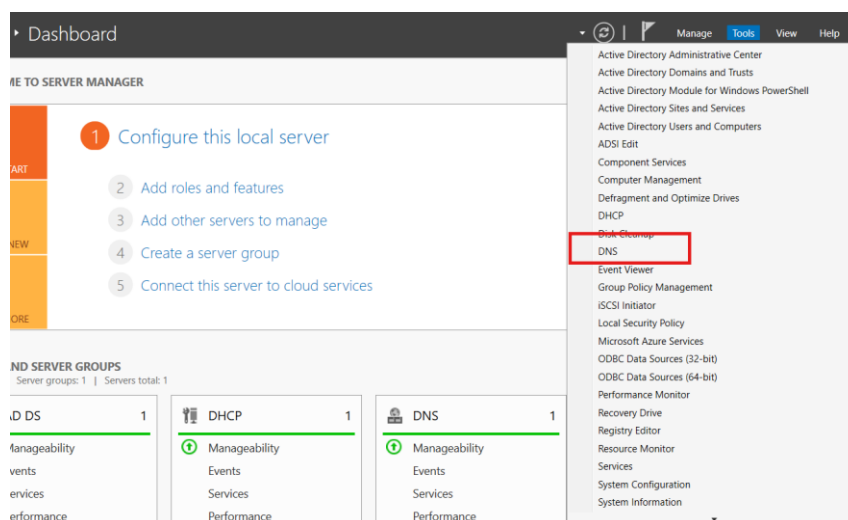 Dashboard
Manage Tools View Help
ME TO SERVER MANAGER
1 Configure this local server
2 Add roles and features
3 Add other servers to manage
4 Create a server group
5 Connect this server to cloud services
TART
NEW
ORE
Active Directory Administrative Center
Active Directory Domains and Trusts
Active Directory Module for Windows PowerShell
Active Directory Sites and Services
Active Directory Users and Computers
ADSI Edit
Component Services
Computer Management
Defragment and Optimize Drives
DHCP
Disk Cleanup
DNS
Event Viewer
Group Policy Management
iSCSI Initiator
Local Security Policy
Microsoft Azure Services
ODBC Data Sources (32-bit)
ODBC Data Sources (64-bit)
Performance Monitor
Recovery Drive
Registry Editor
Resource Monitor
Services
System Configuration
System Information
ND SERVER GROUPS
Server groups: 1 | Servers total: 1
AD DS 1
Manageability
vents
ervices
erformance
DHCP 1
Manageability
Events
Services
Performance
DNS 1
Manageability
Events
Services
Performance